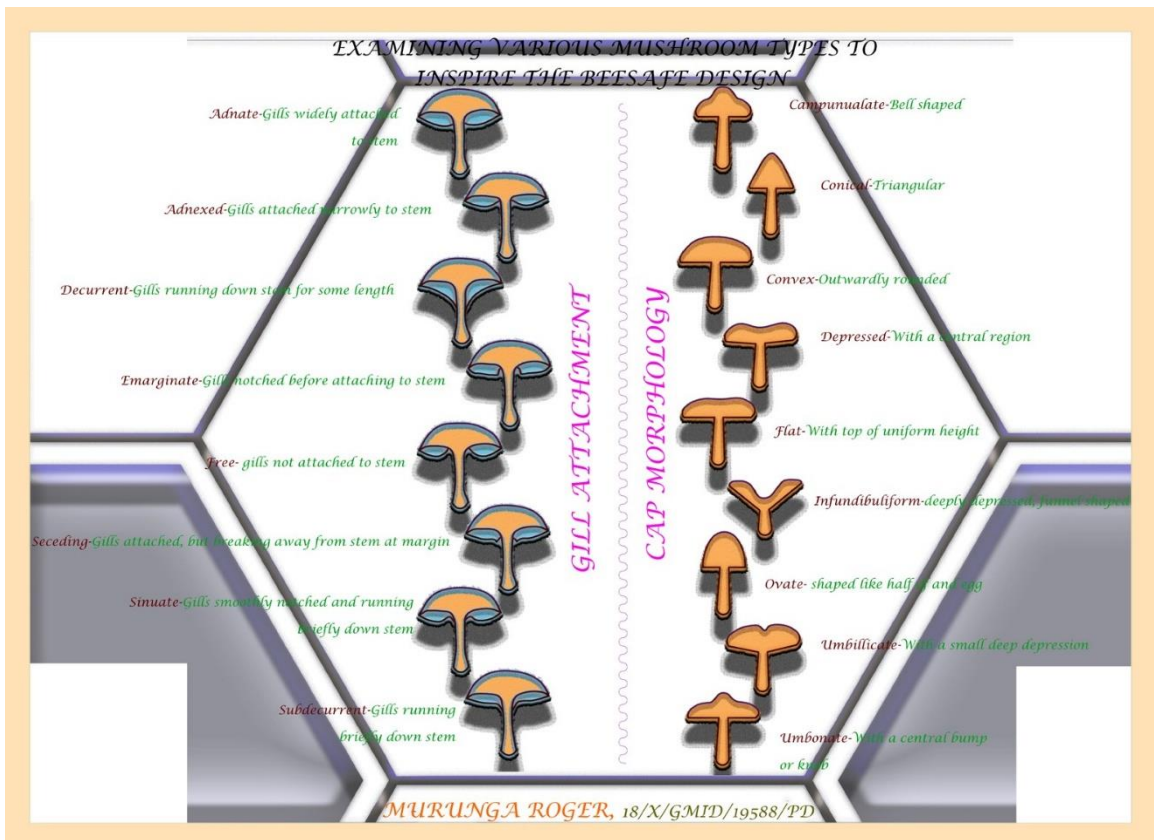 EXAMINING VARIOUS MUSHROOM TYPES TO
INSPIRE THE BEESAFE DESIGN
Adnate-Gills widely attached
to stem
Adnexed-Gills attached narrowly to stem
Decurrent-Gills running down stem for some length
Emarginate-Gill notched before attaching to stem
Free- gills not attached to stem
Seceding-Gills attached, but breaking away from stem at margin
Sinuate-Gills smoothly notched and running
briefly down stem
Subdecurrent-Gills running
briefly down stem
GILL ATTACHMENT
CAP MORPHOLOGY
Campunualate-Bell shaped
Conical-Triangular
Convex-Outwardly rounded
Depressed-With a central region
Flat-With top of uniform height
Infundibuliform-deeply depressed, funnel shaped
Ovate- shaped like half of and egg
Umbillicate-With a small deep depression
Umbonate-With a central bump
or knob
MURUNGA ROGER, 18/X/GMID/19588/PD